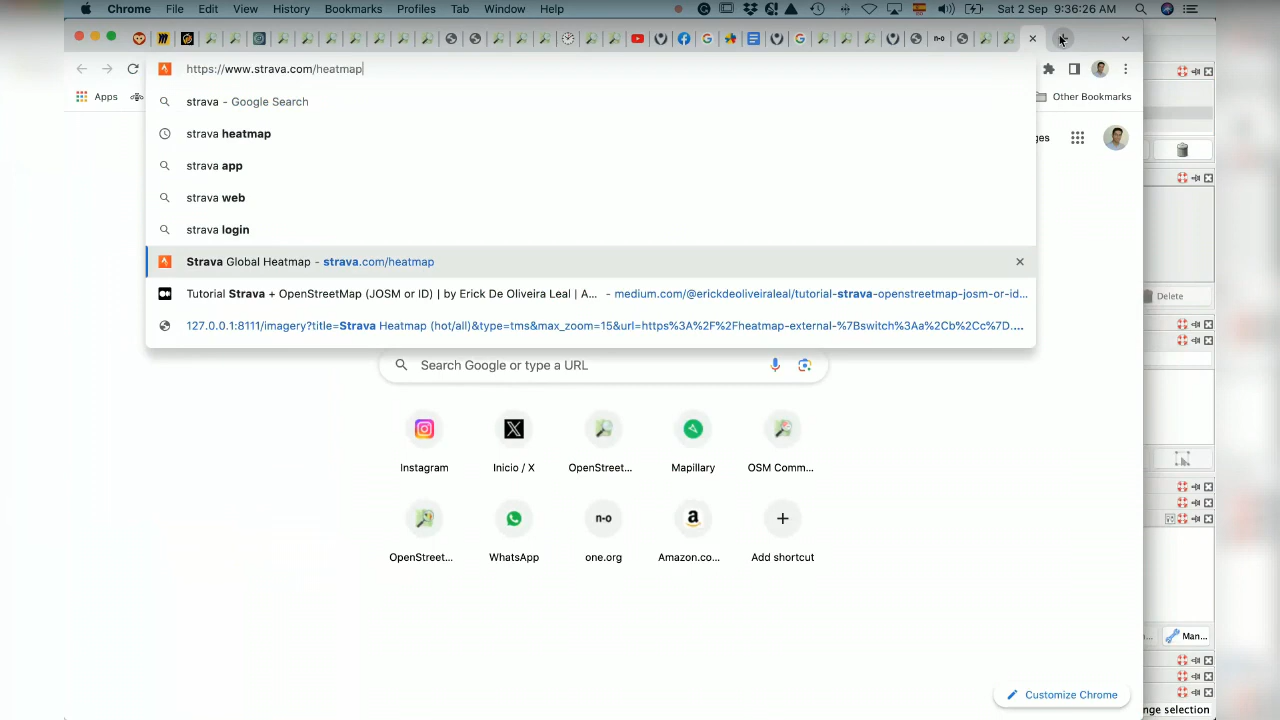 Chrome File Edit View History Bookmarks Profiles Tab Window Help Sat 2 Sep 9:36:26 AM
https://www.strava.com/heatmap
Apps
Other Bookmarks
strava - Google Search
strava heatmap
ges
strava app
strava web
strava login
Strava Global Heatmap - strava.com/heatmap
Tutorial Strava + OpenStreetMap (JOSM or ID) | by Erick De Oliveira Leal | A... - medium.com/@erickdeoliveiraleal/tutorial-strava-openstreetmap-josm-or-id...
Delete
127.0.0.1:8111/imagery?title=Strava Heatmap (hot/all)&type=tms&max_zoom=15&url=https%3A%2F%2Fheatmap-external-%7Bswitch%3Aa%2Cb%2Cc%7D....
Search Google or type a URL
Instagram Inicio / X OpenStreet... Mapillary OSM Comm...
n-o
OpenStreet... WhatsApp one.org Amazon.co... Add shortcut
Man...
Customize Chrome
nge selection